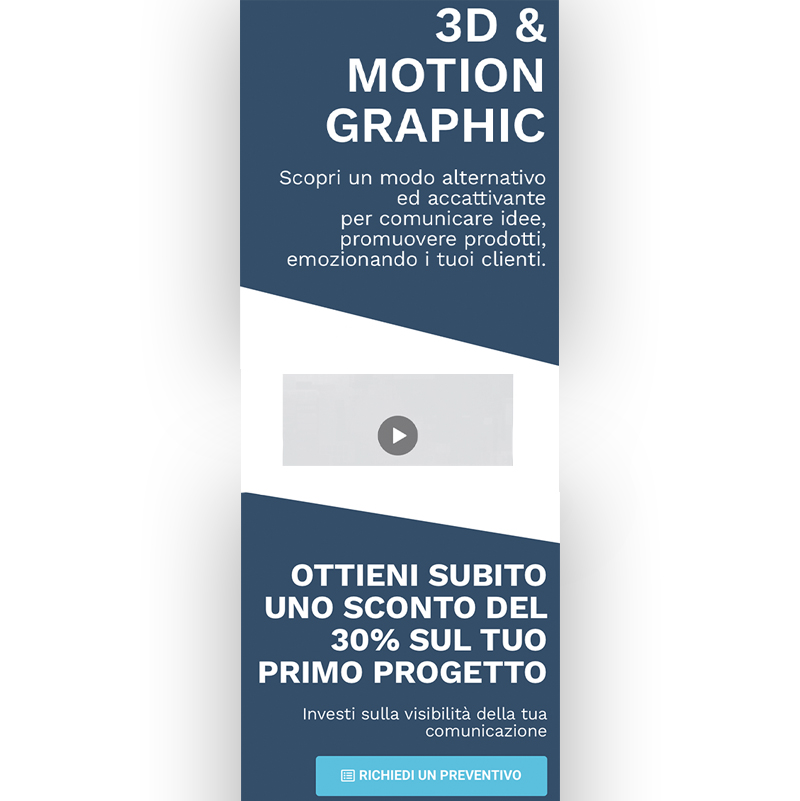 3D &
MOTION
GRAPHIC
Scopri un modo alternativo
ed accattivante
per comunicare idee,
promuovere prodotti,
emozionando i tuoi clienti.
OTTIENI SUBITO
UNO SCONTO DEL
30% SUL TUO
PRIMO PROGETTO
Investi sulla visibilità della tua
comunicazione
RICHIEDI UN PREVENTIVO